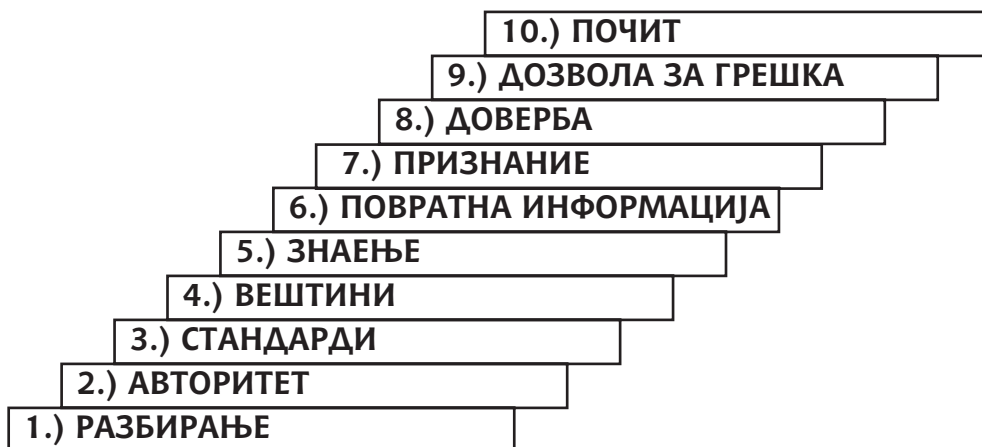 10.) ПОЧИТ
9.) ДОЗВОЛА ЗА ГРЕШКА
8.) ДОВЕРБА
7.) ПРИЗНАНИЕ
6.) ПОВРАТНА ИНФОРМАЦИЈА
5.) ЗНАЕЊЕ
4.) ВЕШТИНИ
3.) СТАНДАРДИ
2.) АВТОРИТЕТ
1.) РАЗБИРАЊЕ